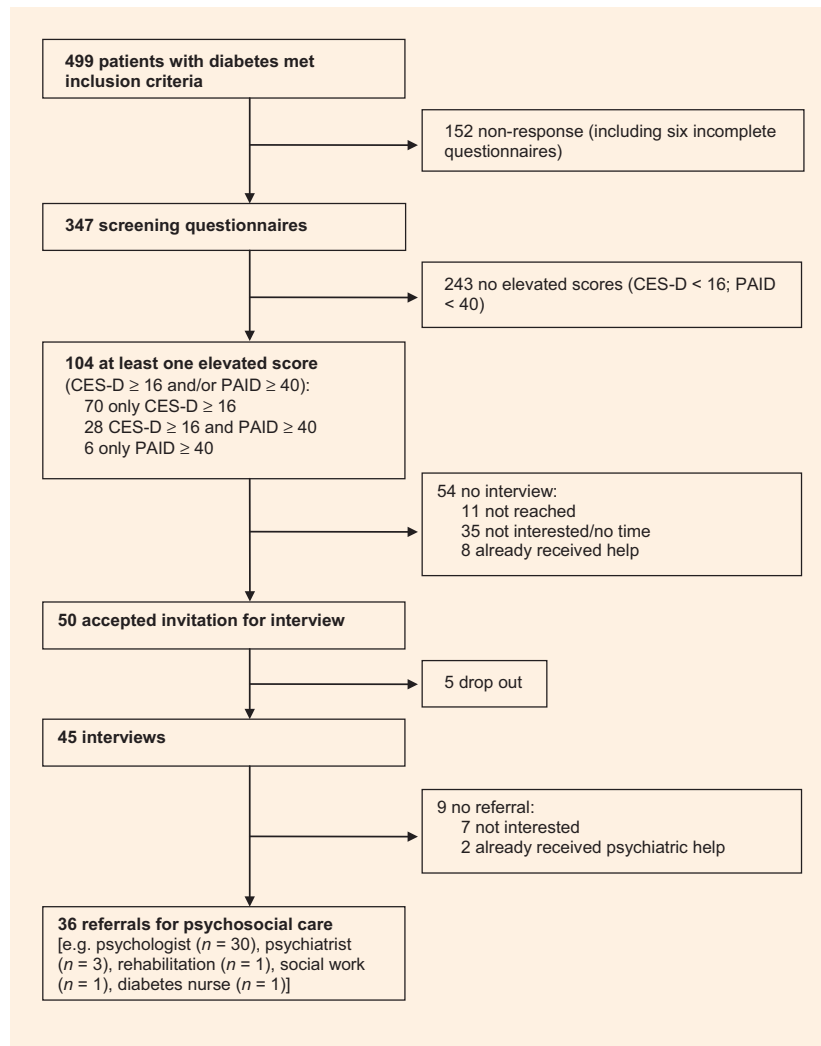 499 patients with diabetes met
inclusion criteria
152 non-response (including six incomplete
questionnaires)
347 screening questionnaires
243 no elevated scores (CES-D < 16; PAID
< 40)
104 at least one elevated score
(CES-D ≥ 16 and/or PAID ≥ 40):
70 only CES-D ≥ 16
28 CES-D ≥ 16 and PAID ≥ 40
6 only PAID ≥ 40
54 no interview:
11 not reached
35 not interested/no time
8 already received help
50 accepted invitation for interview
5 drop out
45 interviews
9 no referral:
7 not interested
2 already received psychiatric help
36 referrals for psychosocial care
[e.g. psychologist (n = 30), psychiatrist
(n = 3), rehabilitation (n = 1), social work
(n = 1), diabetes nurse (n = 1)]